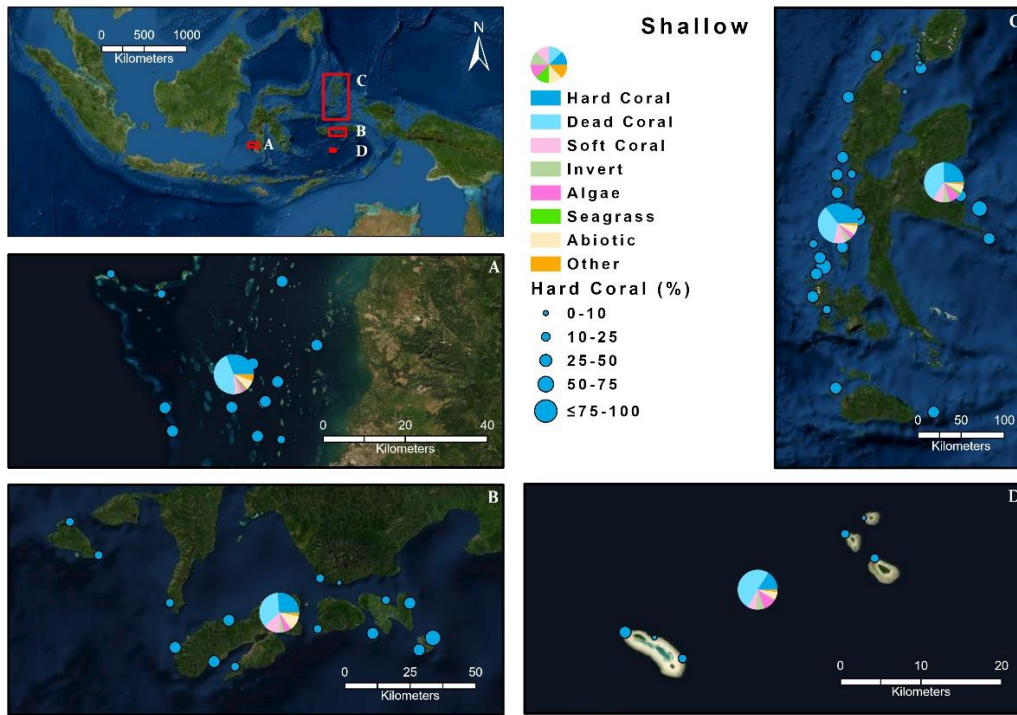 0 500 1000
Kilometers
N
C
B
A
D
Shallow
Hard Coral
Dead Coral
Soft Coral
Invert
Algae
Seagrass
Abiotic
Other
Hard Coral (%)
0-10
10-25
25-50
50-75
≤75-100
C
0 50 100
Kilometers
A
0 20 40
Kilometers
B
0 25 50
Kilometers
D
0 10 20
Kilometers